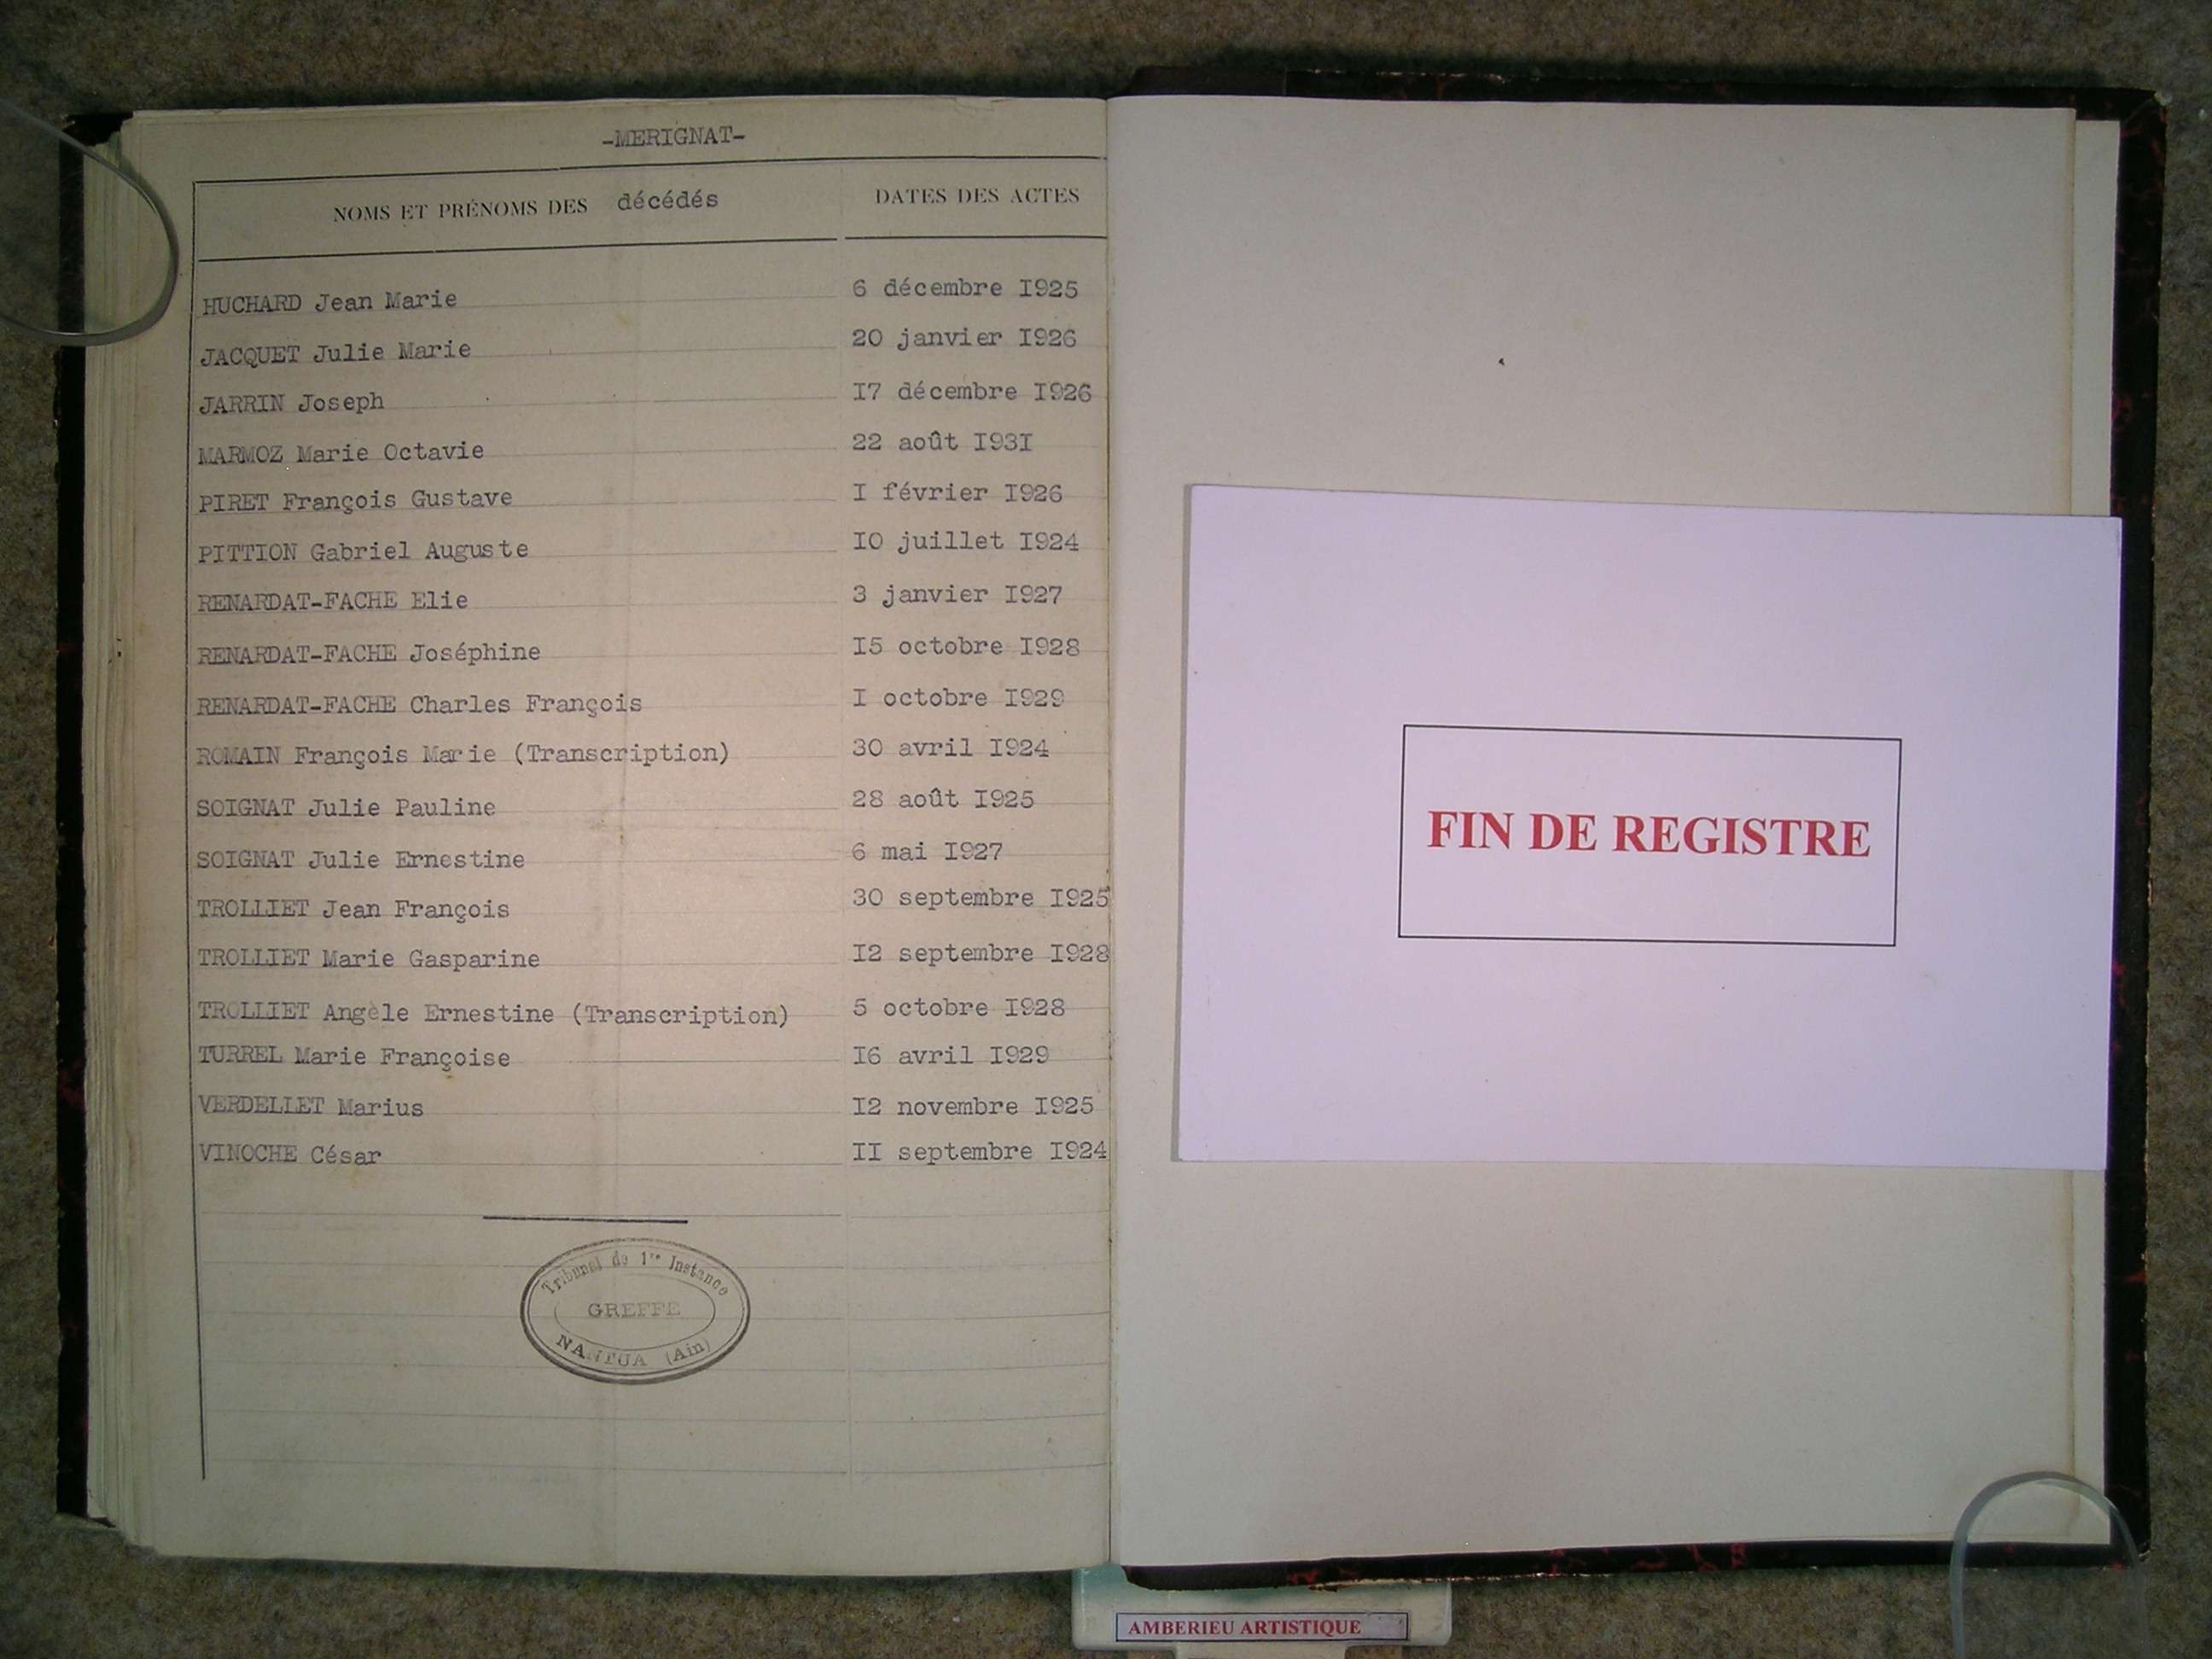 -MERIGNAT-
NOMS ET PRÉNOMS DES décédés DATES DES ACTES
HUCHARD Jean Marie 6 décembre I925
JACQUET Julie Marie 20 janvier I926
JARRIN Joseph I7 décembre I926
MARMOZ Marie Octavie 22 août I93I
PIRET François Gustave I février I926
PITTION Gabriel Auguste IO juillet I924
RENARDAT-FACHE Elie 3 janvier I927
RENARDAT-FACHE Joséphine I5 octobre I928
RENARDAT-FACHE Charles François I octobre I929
ROMAIN François Marie (Transcription) 30 avril I924
SOIGNAT Julie Pauline 28 août I925
SOIGNAT Julie Ernestine 6 mai I927
TROLLIET Jean François 30 septembre I925
TROLLIET Marie Gasparine I2 septembre I928
TROLLIET Angèle Ernestine (Transcription) 5 octobre I928
TURREL Marie Françoise I6 avril I929
VERDELLET Marius I2 novembre I925
VINOCHE César II septembre I924
Tribunal de 1re Instance
GREFFE
NANTUA (Ain)
FIN DE REGISTRE
AMBERIEU ARTISTIQUE